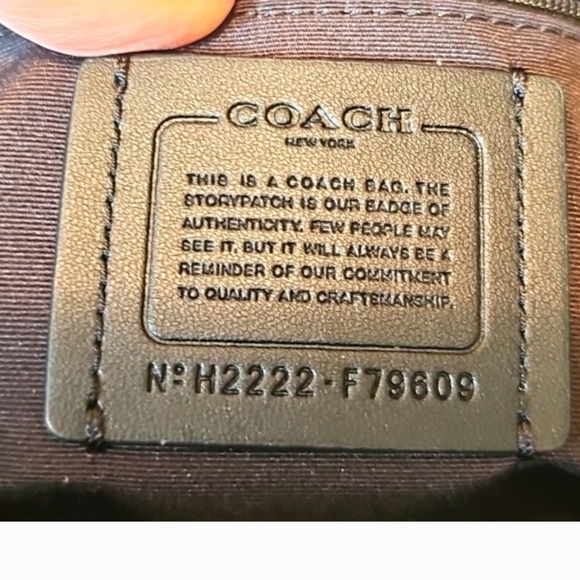 COACH
NEW YORK
THIS IS A COACH BAG. THE
STORYPATCH IS OUR BADGE OF
AUTHENTICITY. FEW PEOPLE MAY
SEE IT. BUT IT WILL ALWAYS BE A
REMINDER OF OUR COMMITMENT
TO QUALITY AND CRAFTSMANSHIP.
Nº H2222-F79609